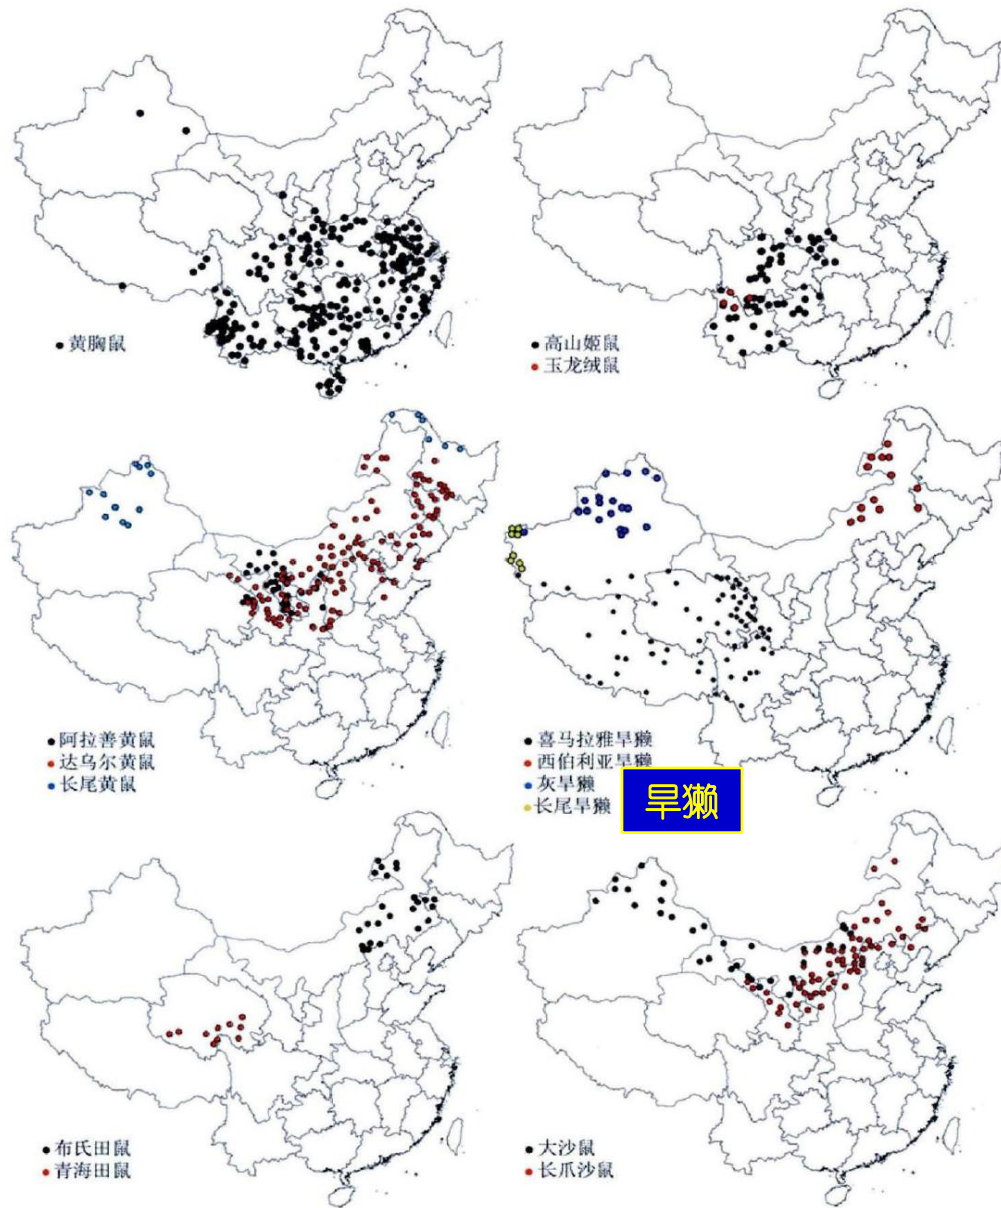 黄胸鼠
高山姬鼠
玉龙绒鼠
阿拉善黄鼠
达乌尔黄鼠
长尾黄鼠
喜马拉雅旱獭
西伯利亚旱獭
灰旱獭
长尾旱獭
旱獭
布氏田鼠
青海田鼠
大沙鼠
长爪沙鼠